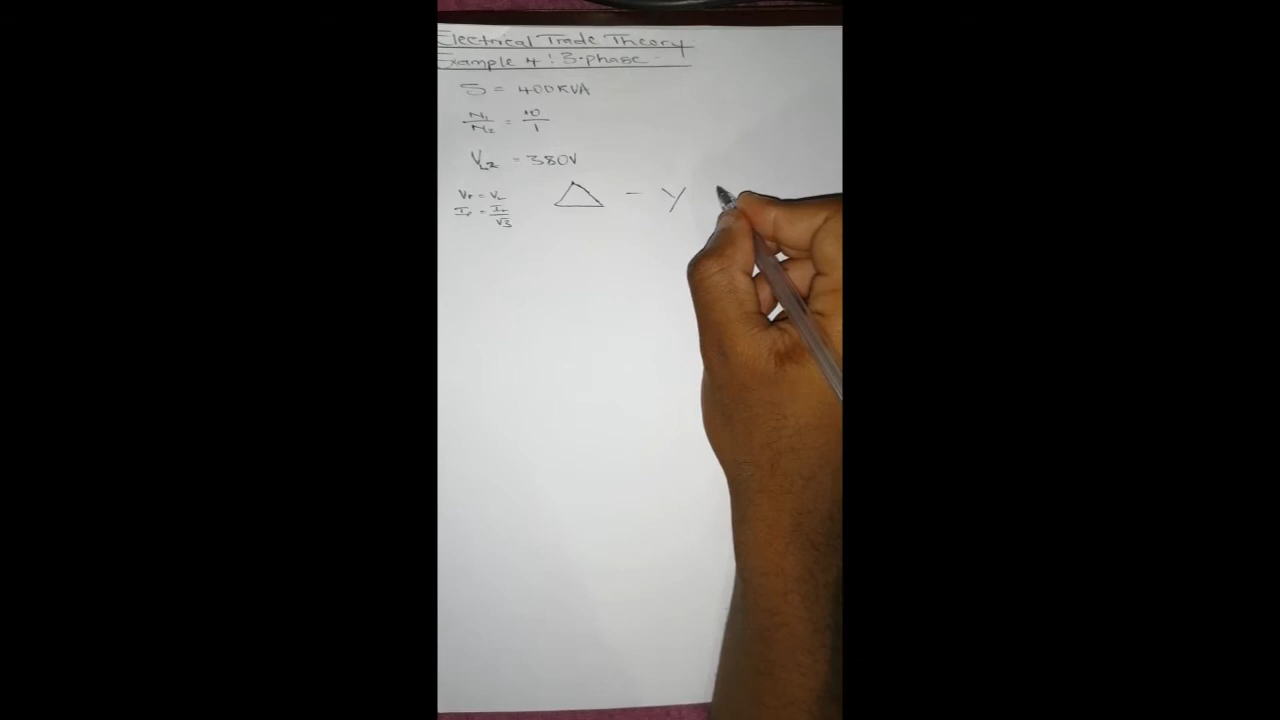 Electrical Trade Theory
Example 4 : 3-phase
S = 400KVA
N1/N2 = 10/1
VL2 = 380V
VP = VL
IP = IL/√3
△ - Y